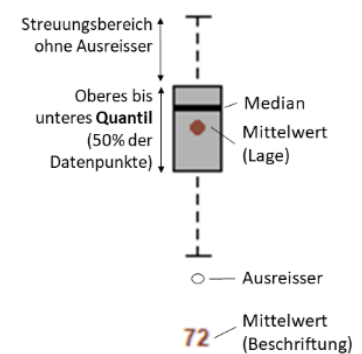 Streuungsbereich
ohne Ausreisser
Oberes bis
unteres Quantil
(50% der
Datenpunkte)
Median
Mittelwert
(Lage)
Ausreisser
72
Mittelwert
(Beschriftung)